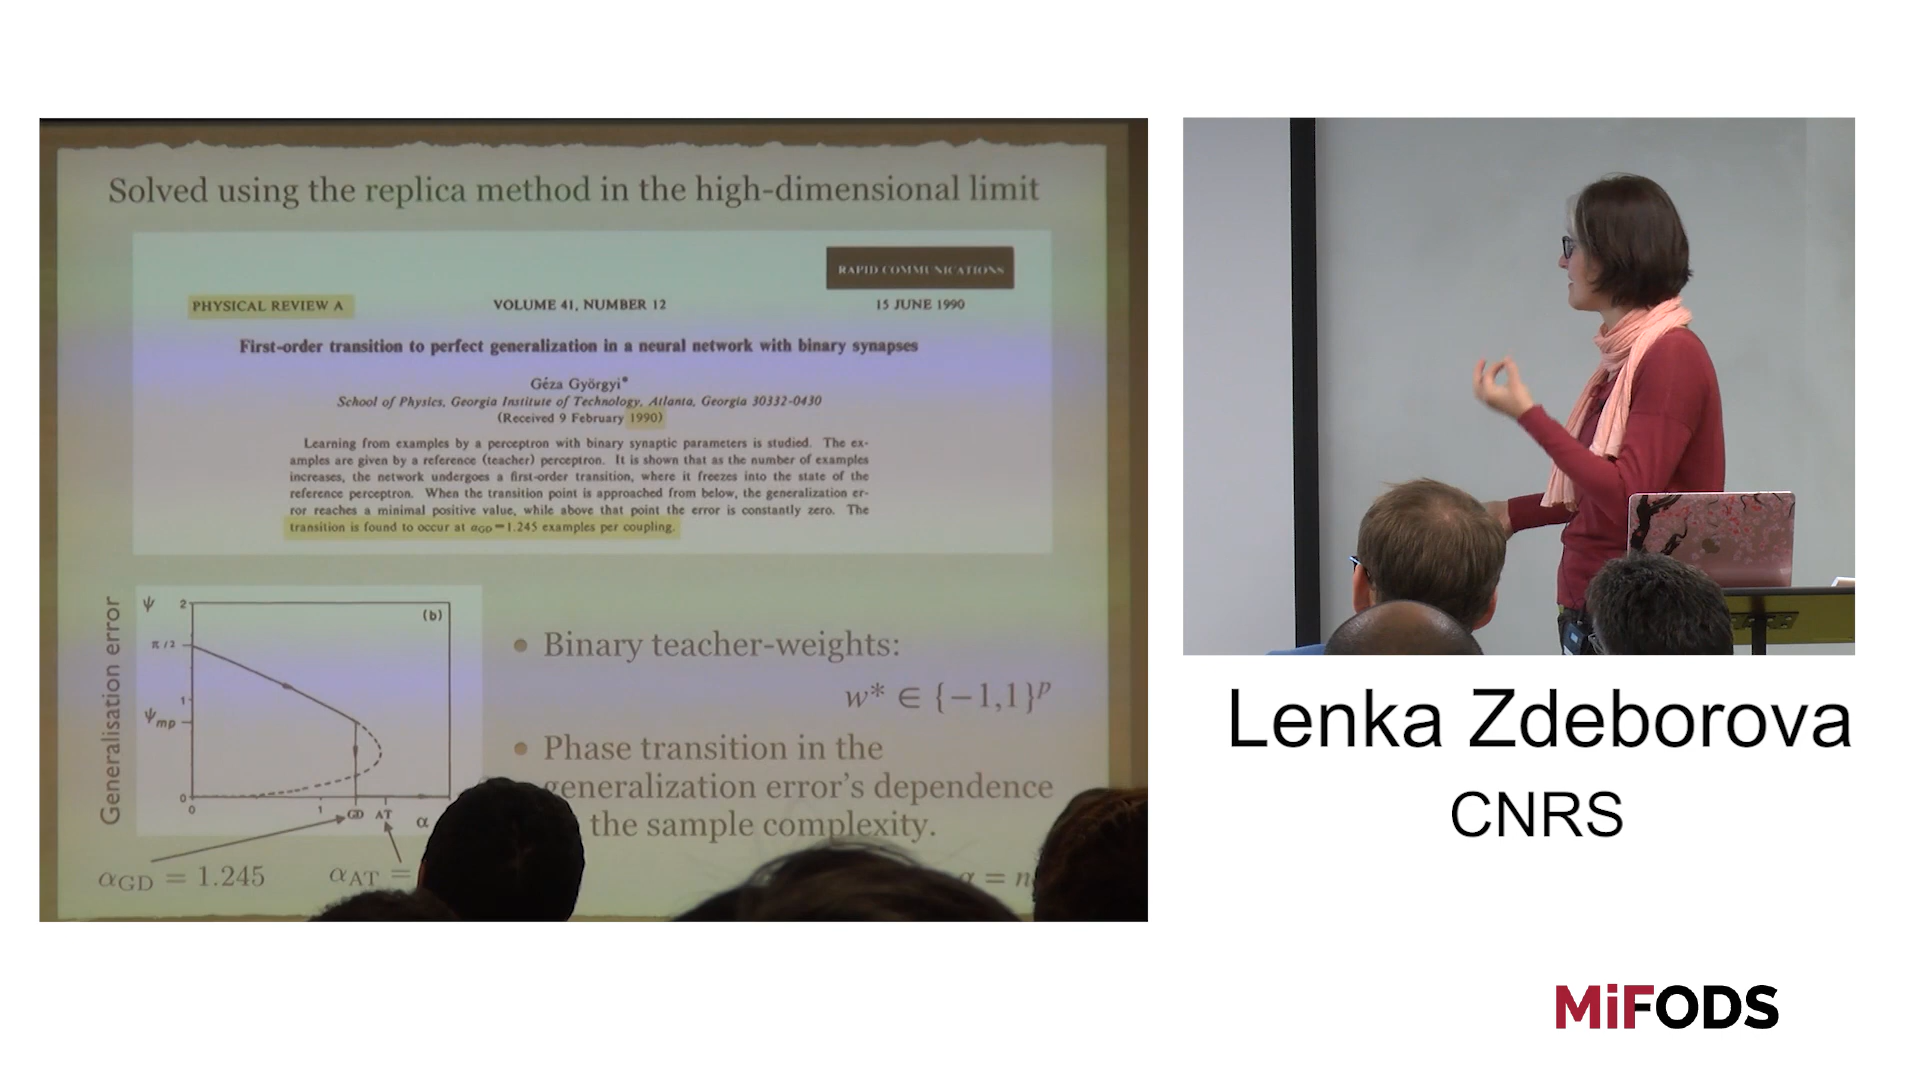 Solved using the replica method in the high-dimensional limit
RAPID COMMUNICATIONS
PHYSICAL REVIEW A
VOLUME 41, NUMBER 12
15 JUNE 1990
First-order transition to perfect generalization in a neural network with binary synapses
Géza Györgyi*
School of Physics, Georgia Institute of Technology, Atlanta, Georgia 30332-0430
(Received 9 February 1990)
Learning from examples by a perceptron with binary synaptic parameters is studied. The ex-
amples are given by a reference (teacher) perceptron. It is shown that as the number of examples
increases, the network undergoes a first-order transition, where it freezes into the state of the
reference perceptron. When the transition point is approached from below, the generalization er-
ror reaches a minimal positive value, while above that point the error is constantly zero. The
transition is found to occur at αGD=1.245 examples per coupling.
Generalisation error
ψ 2 (b)
π/2
1
ψmp
0
0 1 GD AT α
αGD = 1.245
αAT =
• Binary teacher-weights:
w* ∈ {−1,1}ᵖ
• Phase transition in the
generalization error's dependence
the sample complexity.
α = n
Lenka Zdeborova
CNRS
MiFODS